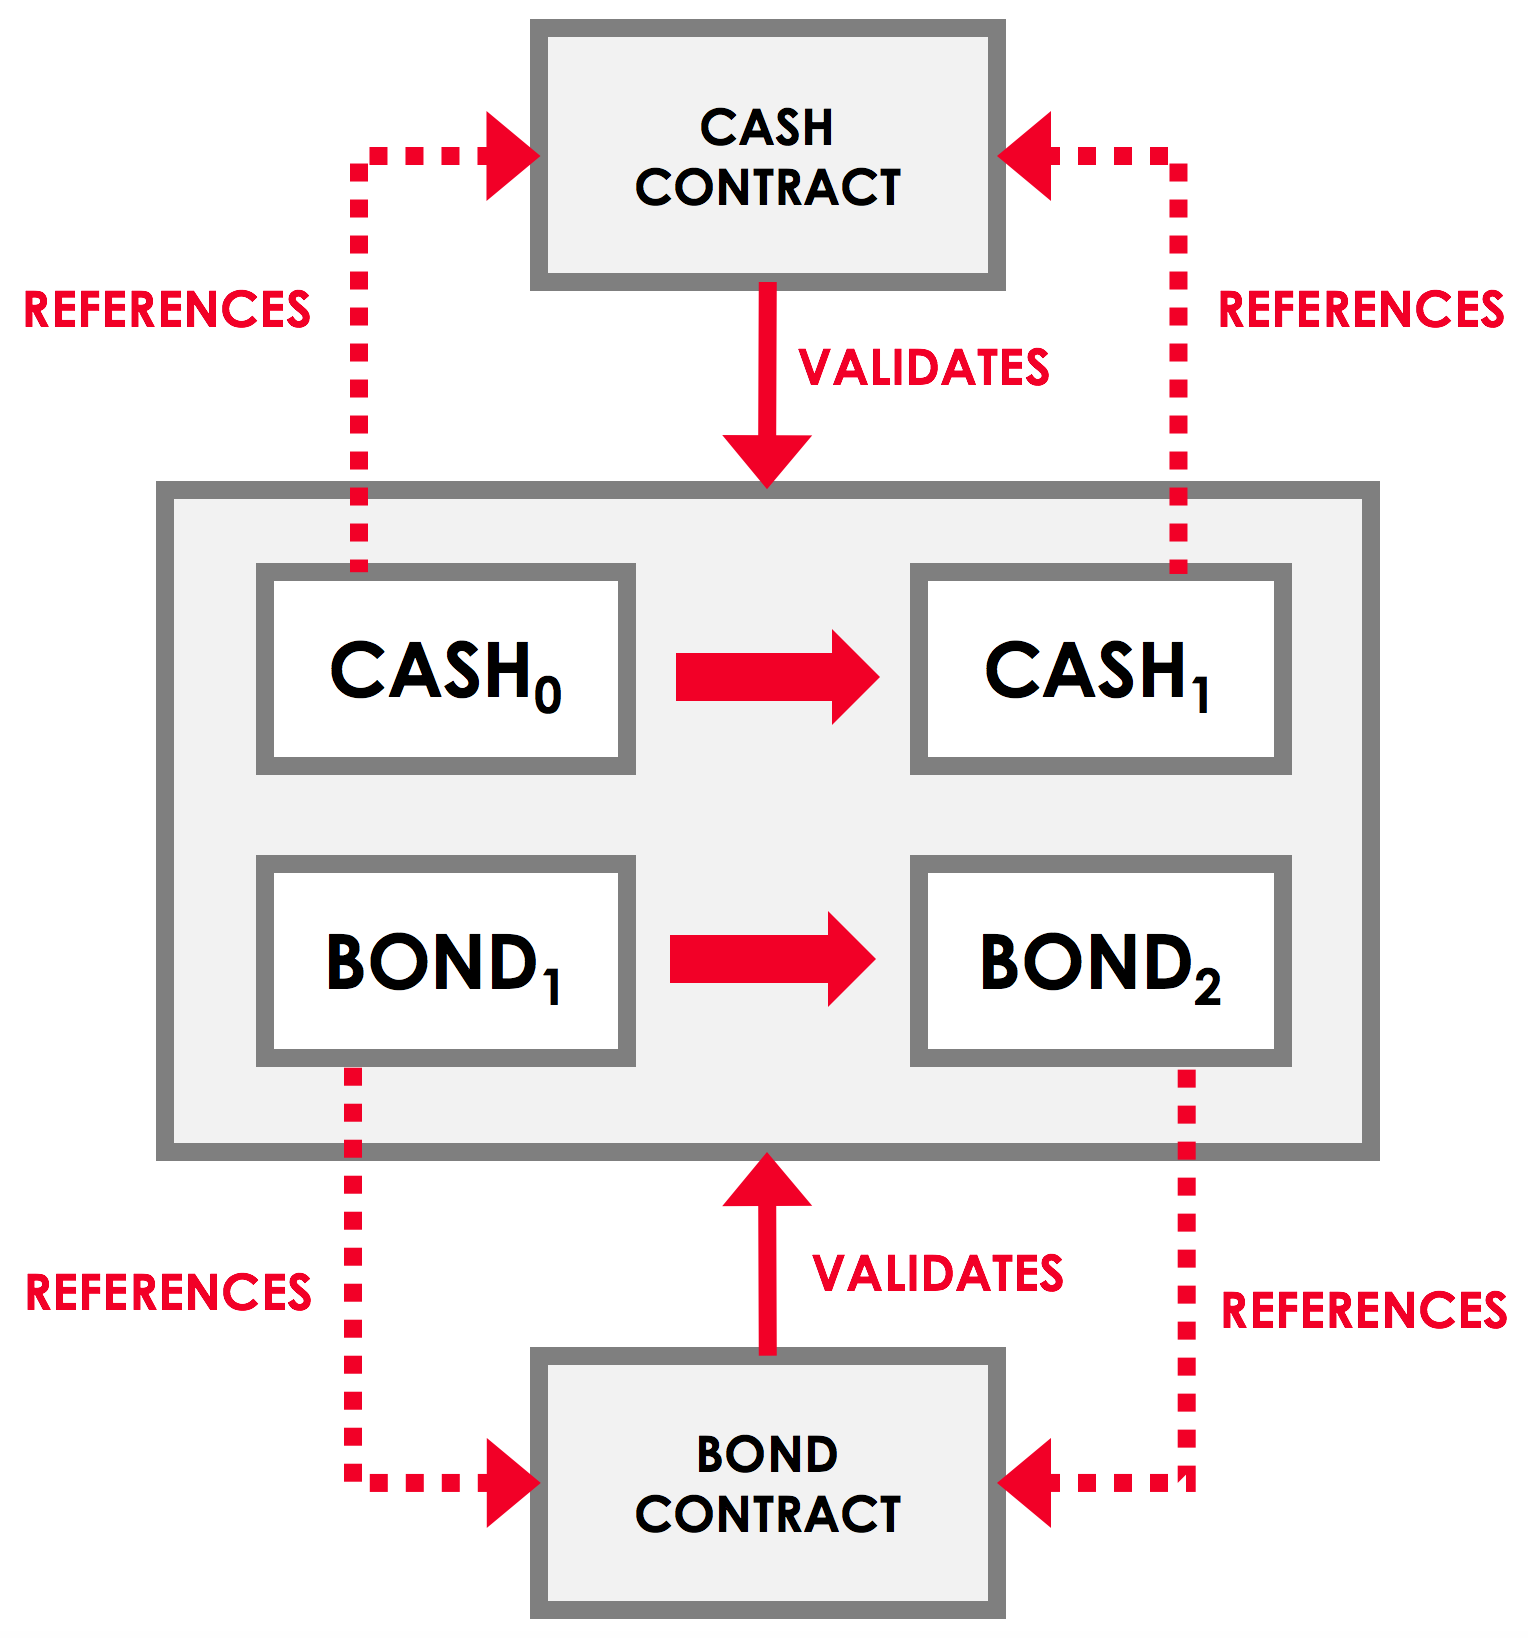 CASH
CONTRACT
REFERENCES
REFERENCES
VALIDATES
CASH₀
CASH₁
BOND₁
BOND₂
REFERENCES
VALIDATES
REFERENCES
BOND
CONTRACT